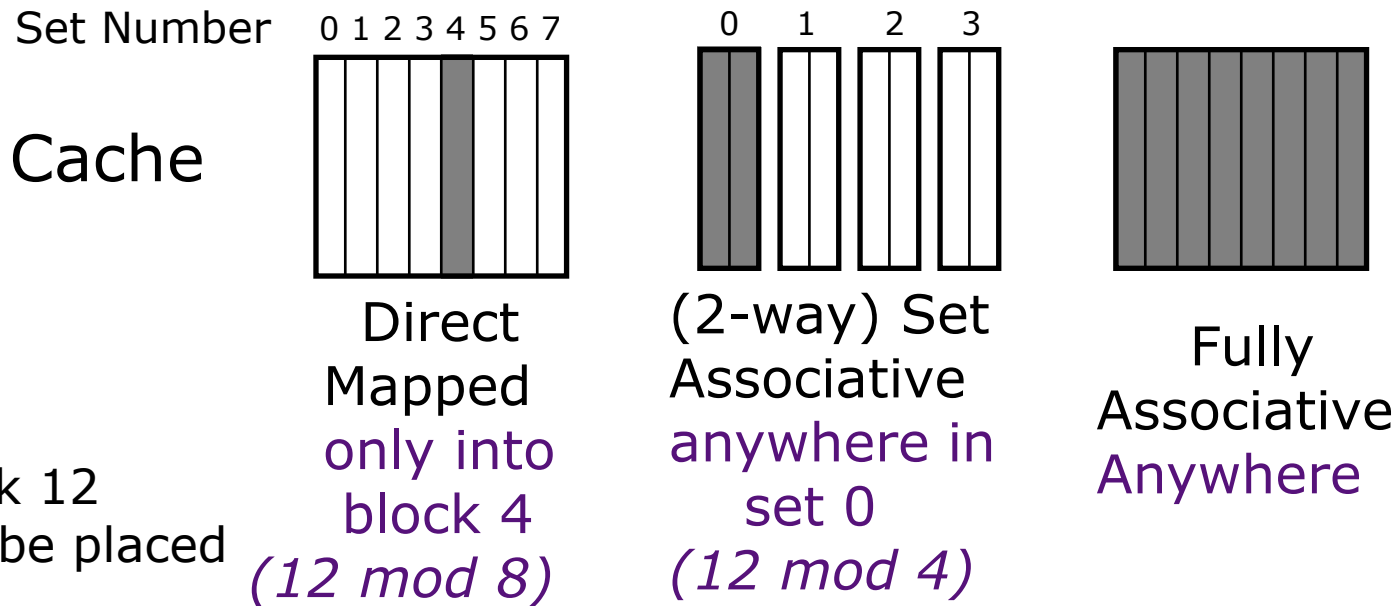 Set Number
0 1 2 3 4 5 6 7
0 1 2 3
Cache
Direct
Mapped
only into
block 4
(12 mod 8)
(2-way) Set
Associative
anywhere in
set 0
(12 mod 4)
Fully
Associative
Anywhere
k 12
be placed